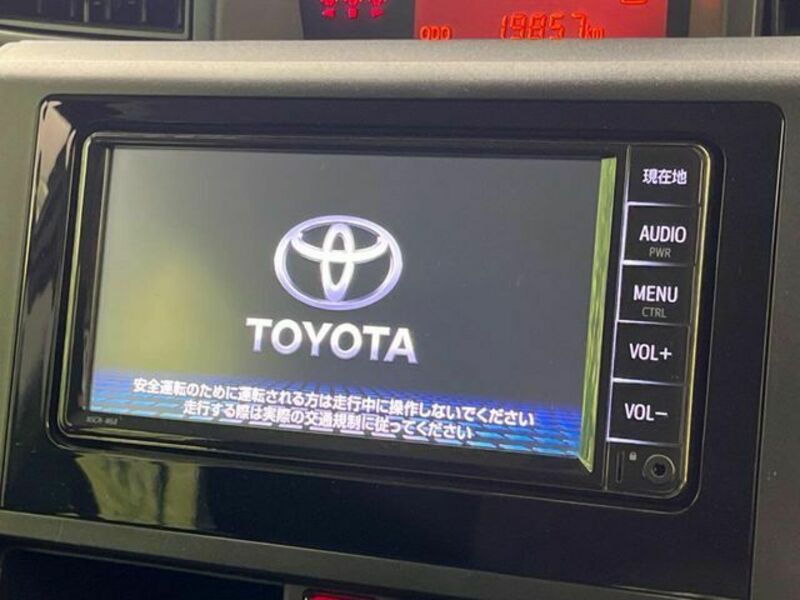 ODO 19857km
現在地
AUDIO
PWR
MENU
CTRL
VOL+
VOL-
TOYOTA
安全運転のために運転される方は走行中に操作しないでください
走行する際は実際の交通規制に従ってください